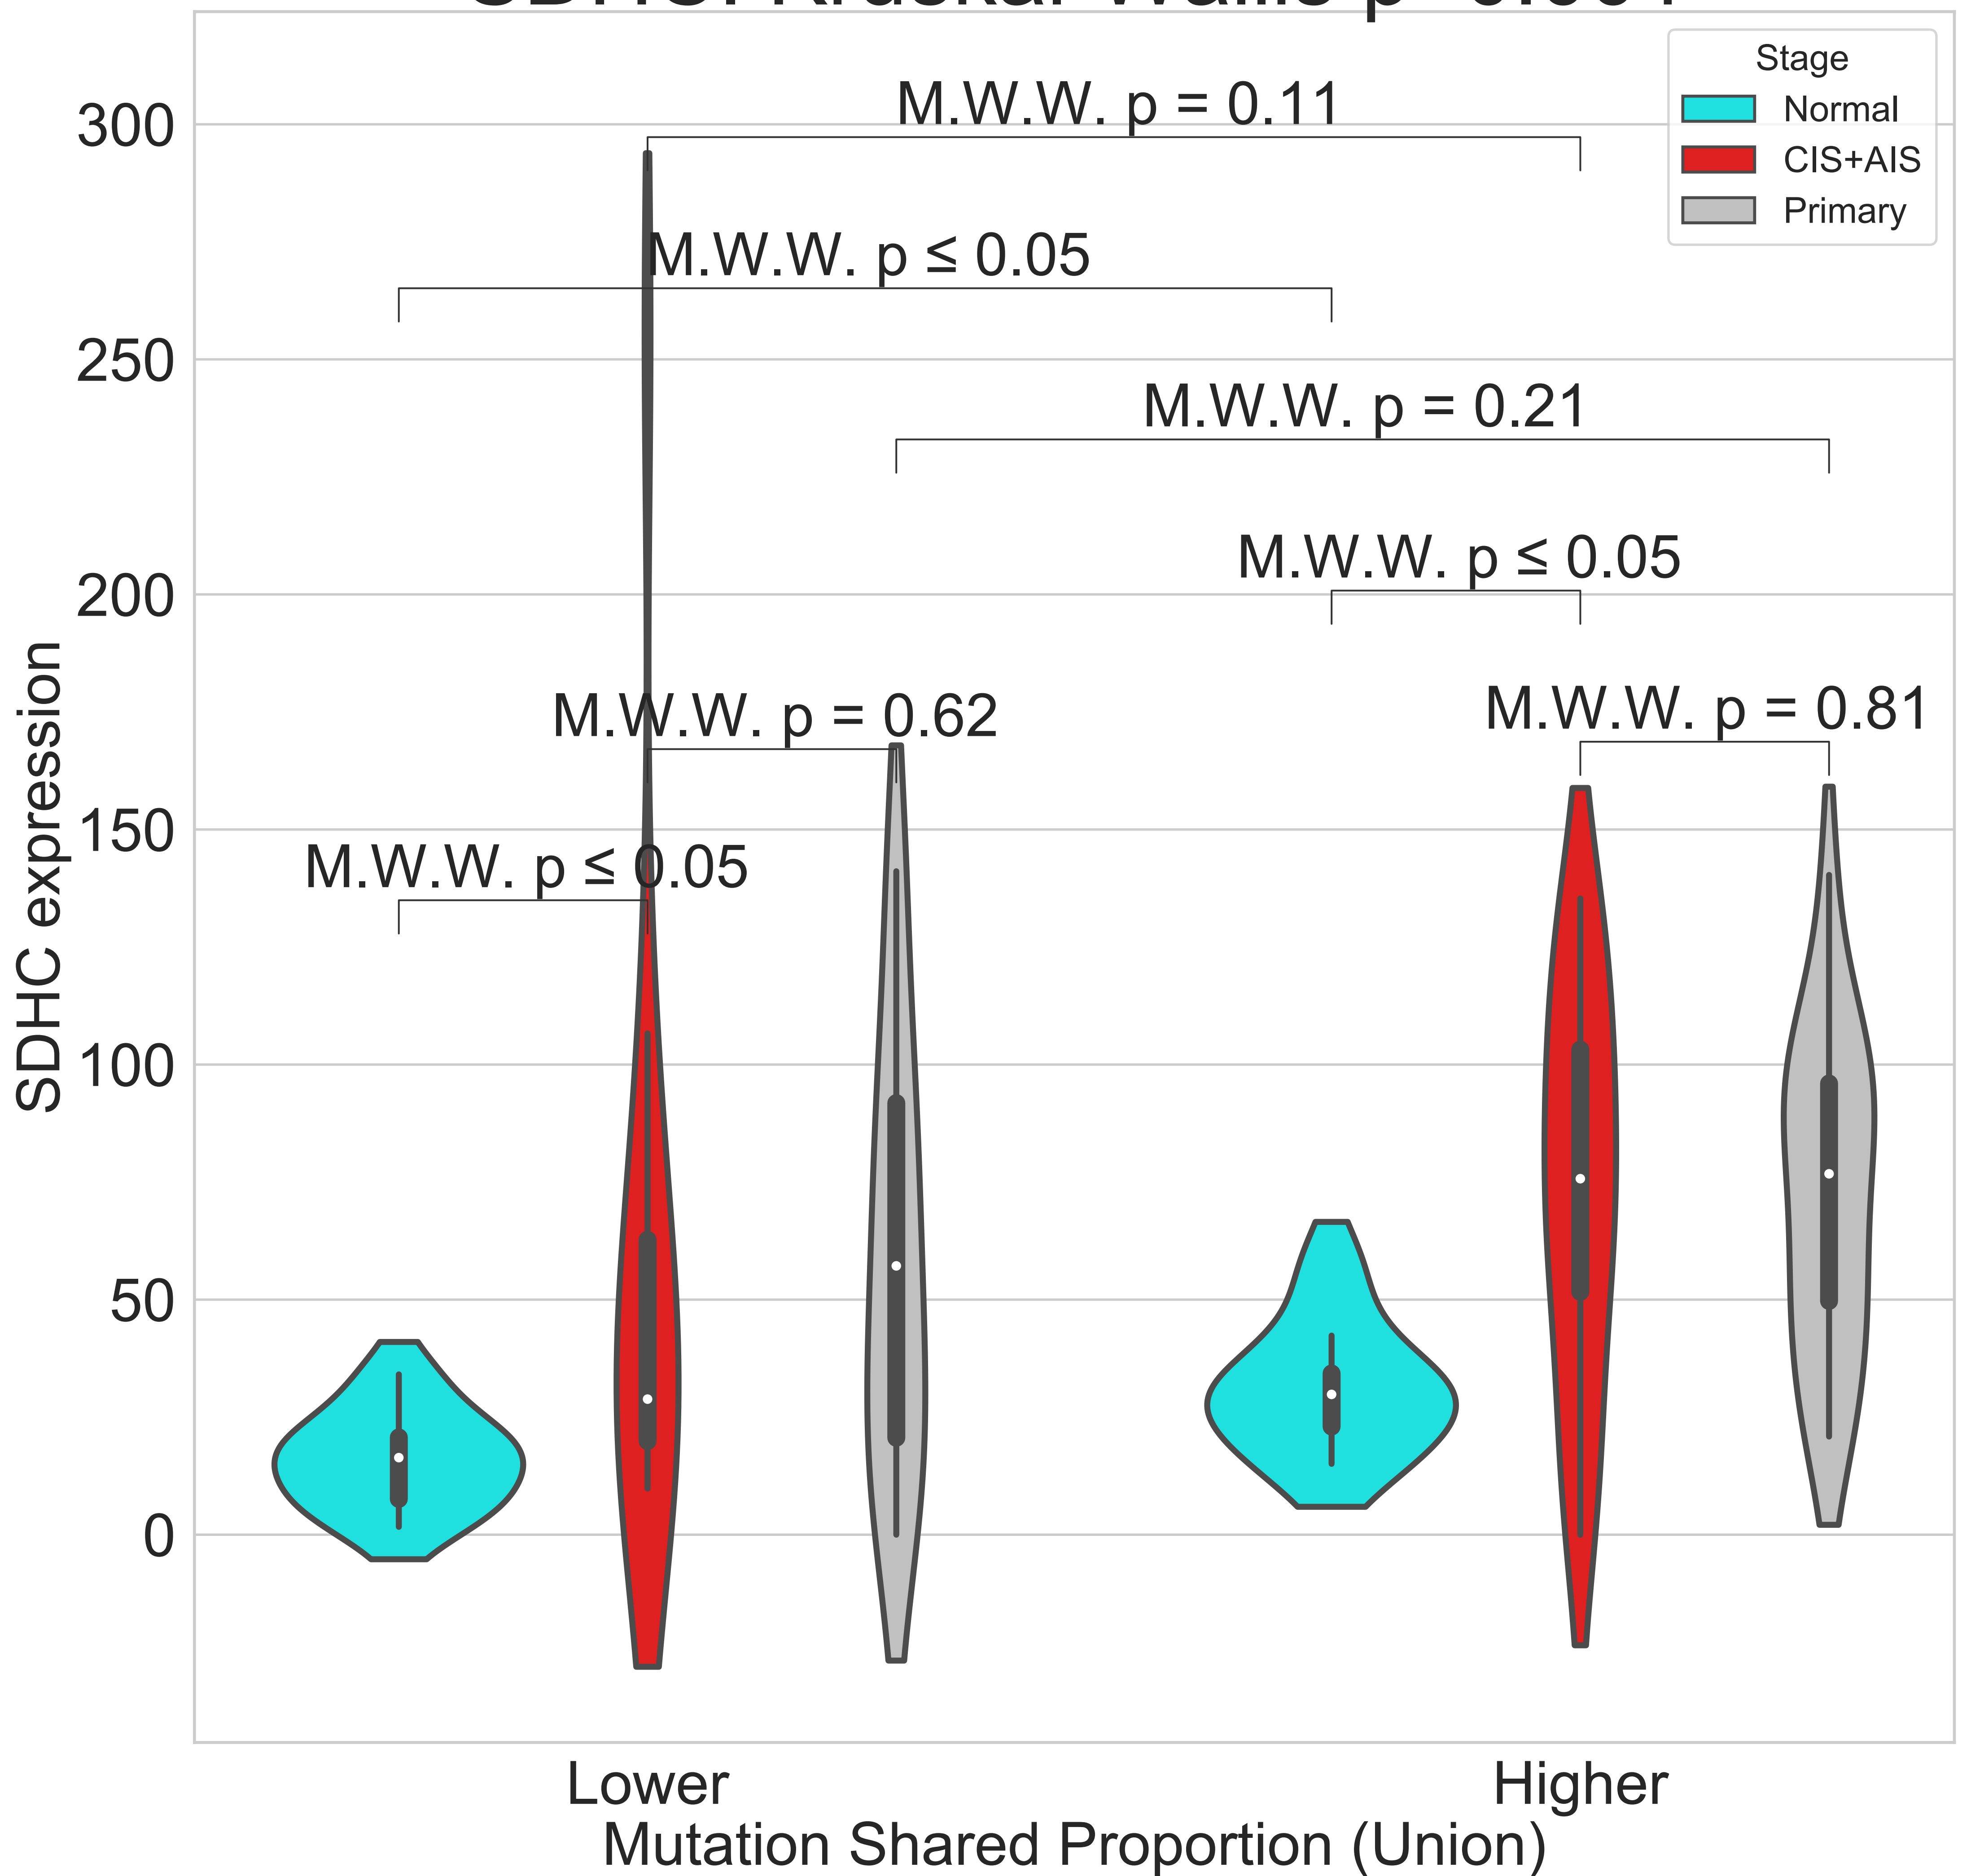 Stage
Normal
CIS+AIS
Primary
M.W.W. p = 0.11
M.W.W. p ≤ 0.05
M.W.W. p = 0.21
M.W.W. p ≤ 0.05
M.W.W. p = 0.62
M.W.W. p = 0.81
M.W.W. p ≤ 0.05
300
250
200
150
100
50
0
SDHC expression
Lower
Higher
Mutation Shared Proportion (Union)